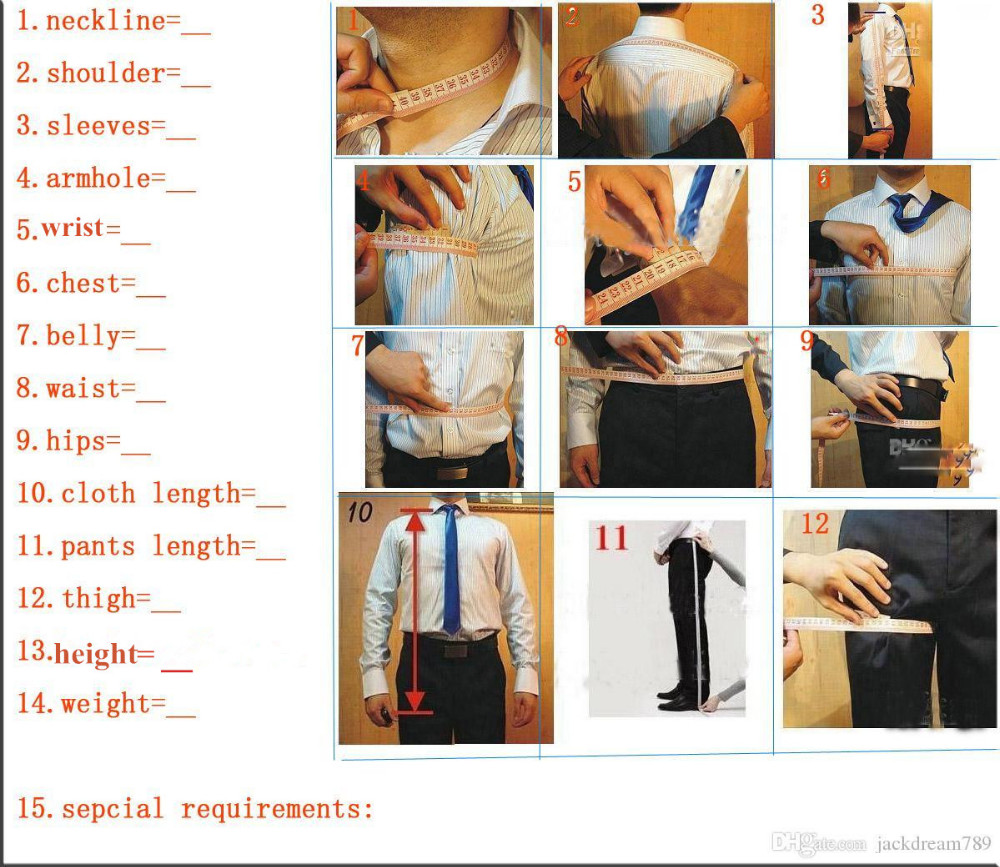 1. neckline=__
2. shoulder=__
3. sleeves=__
4. armhole=__
5. wrist=__
6. chest=__
7. belly=__
8. waist=__
9. hips=__
10. cloth length=__
11. pants length=__
12. thigh=__
13. height= __
14. weight=__
15. sepcial requirements:
1
2
3
4
5
6
7
8
9
10
11
12
DHgate.com jackdream789